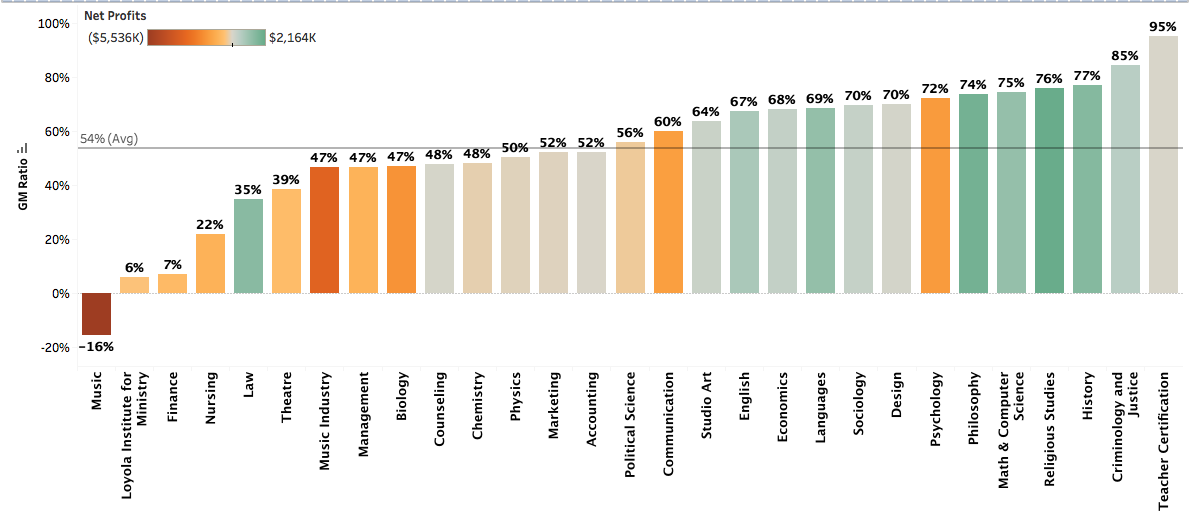 Net Profits
($5,536K) $2,164K
100%
80%
60%
40%
20%
0%
-20%
GM Ratio
54% (Avg)
-16%
6%
7%
22%
35%
39%
47%
47%
47%
48%
48%
50%
52%
52%
56%
60%
64%
67%
68%
69%
70%
70%
72%
74%
75%
76%
77%
85%
95%
Music
Loyola Institute for
Ministry
Finance
Nursing
Law
Theatre
Music Industry
Management
Biology
Counseling
Chemistry
Physics
Marketing
Accounting
Political Science
Communication
Studio Art
English
Economics
Languages
Sociology
Design
Psychology
Philosophy
Math & Computer
Science
Religious Studies
History
Criminology and
Justice
Teacher Certification